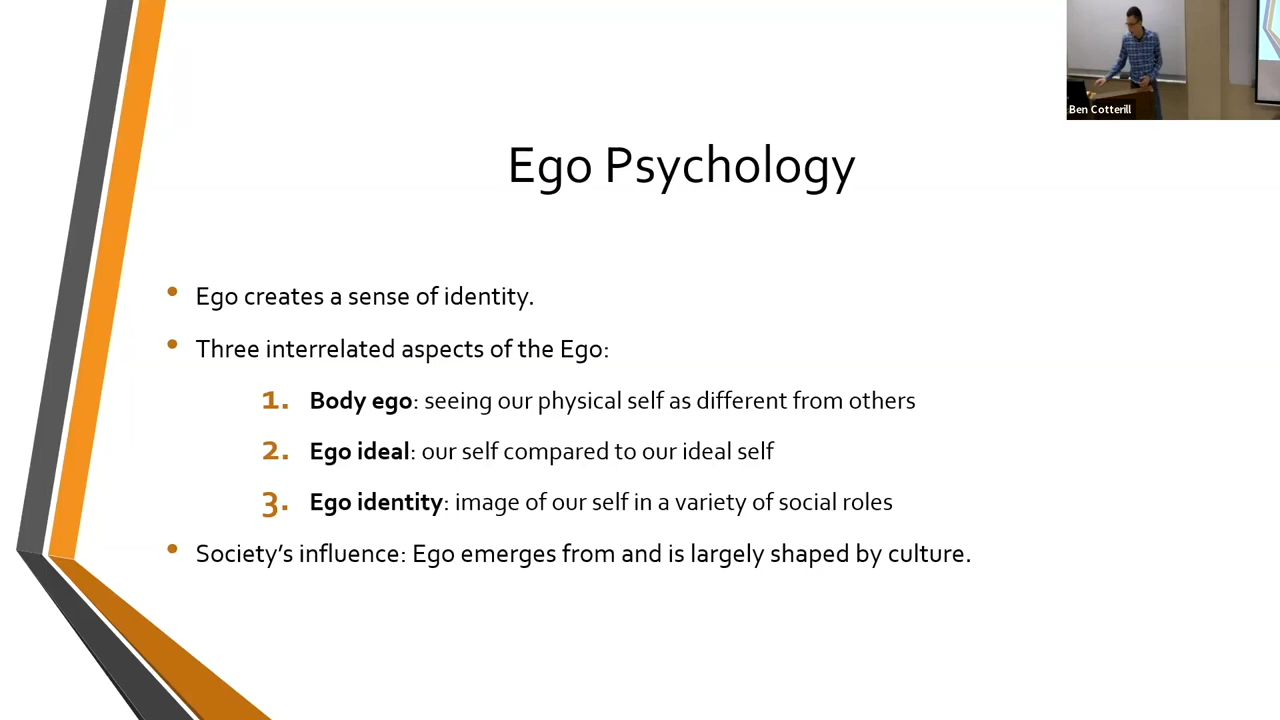 Ben Cotterill
Ego Psychology
• Ego creates a sense of identity.
• Three interrelated aspects of the Ego:
1. Body ego: seeing our physical self as different from others
2. Ego ideal: our self compared to our ideal self
3. Ego identity: image of our self in a variety of social roles
• Society’s influence: Ego emerges from and is largely shaped by culture.